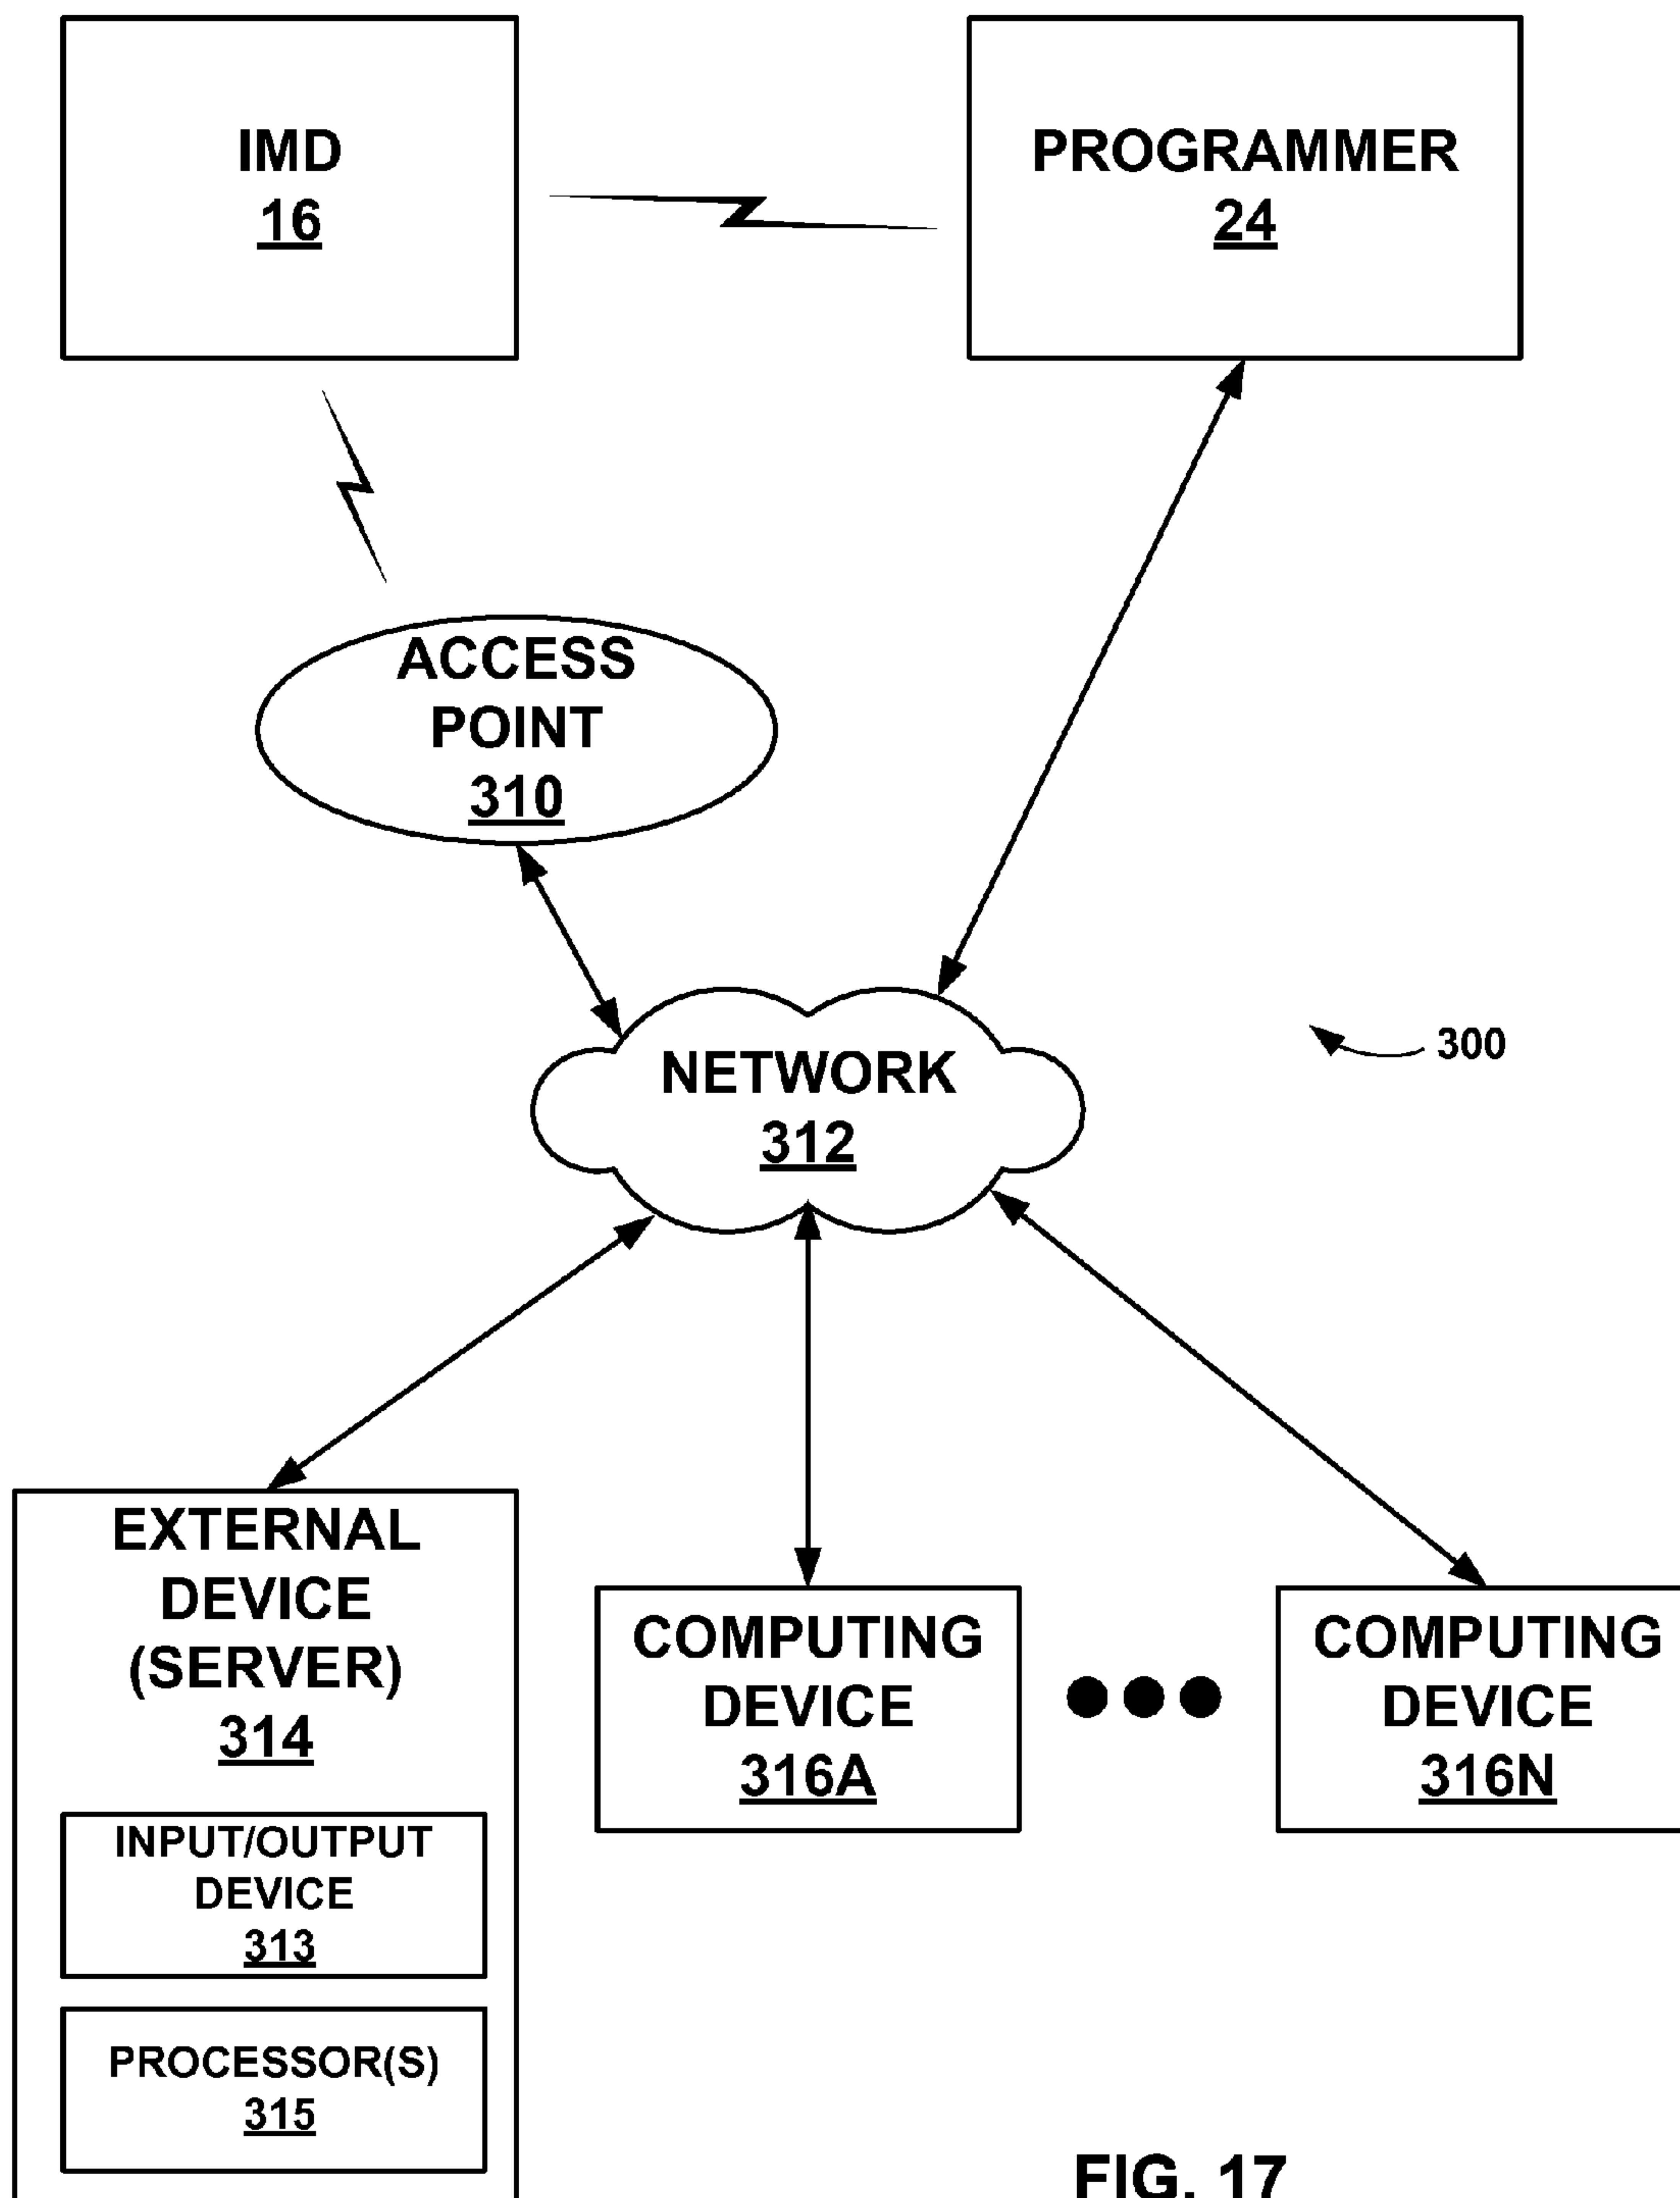 IMD
16
PROGRAMMER
24
ACCESS
POINT
310
NETWORK
312
300
EXTERNAL
DEVICE
(SERVER)
314
INPUT/OUTPUT
DEVICE
313
PROCESSOR(S)
315
COMPUTING
DEVICE
316A
COMPUTING
DEVICE
316N
FIG. 17